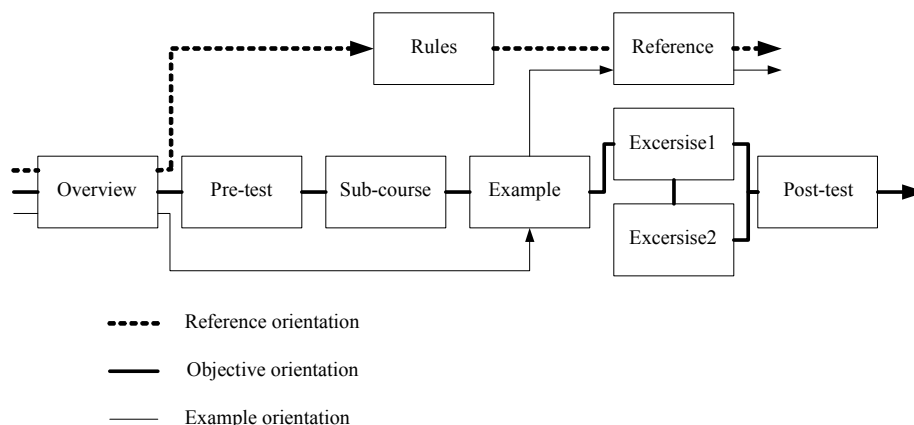 Rules
Reference
Overview
Pre-test
Sub-course
Example
Excersise1
Excersise2
Post-test
Reference orientation
Objective orientation
Example orientation